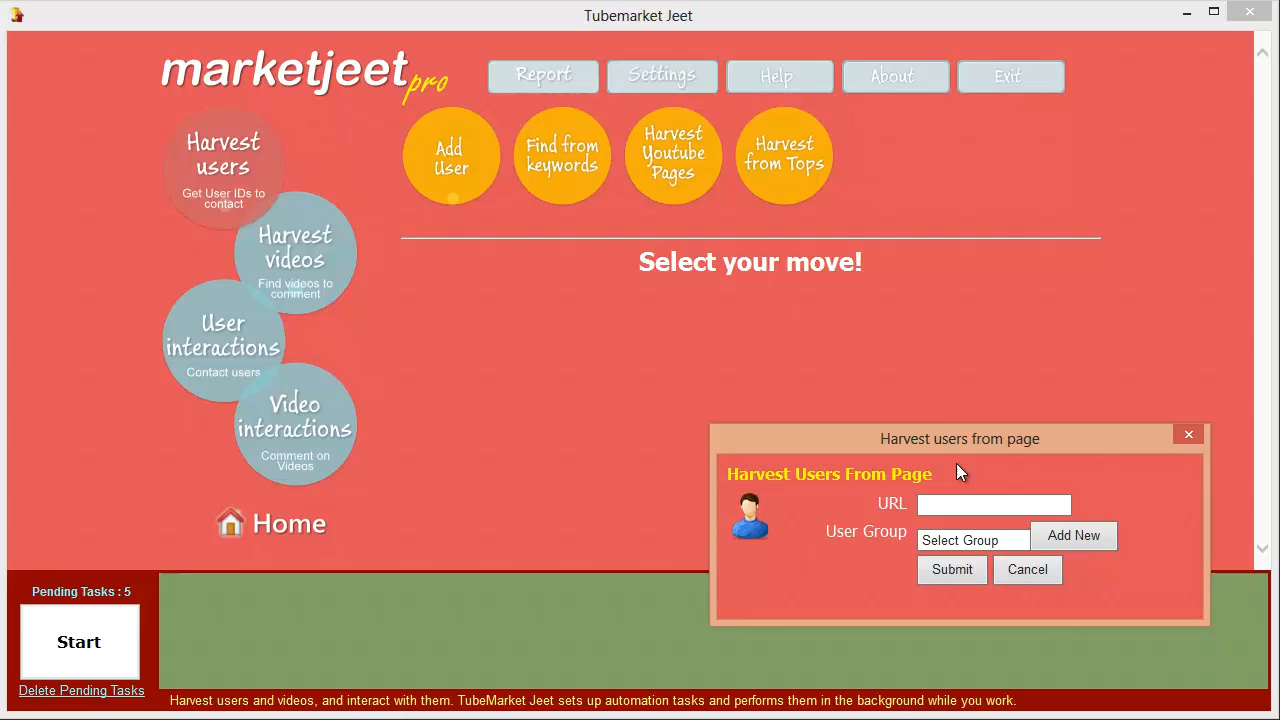 Tubemarket Jeet
marketjeet pro
Report
Settings
Help
About
Exit
Harvest
users
Get User IDs to
contact
Add
User
Find from
keywords
Harvest
Youtube
Pages
Harvest
from Tops
Harvest
videos
Find videos to
comment
Select your move!
User
interactions
Contact users
Video
interactions
Comment on
Videos
Home
Harvest users from page
Harvest Users From Page
URL
User Group
Select Group
Add New
Submit
Cancel
Pending Tasks : 5
Start
Delete Pending Tasks
Harvest users and videos, and interact with them. TubeMarket Jeet sets up automation tasks and performs them in the background while you work.